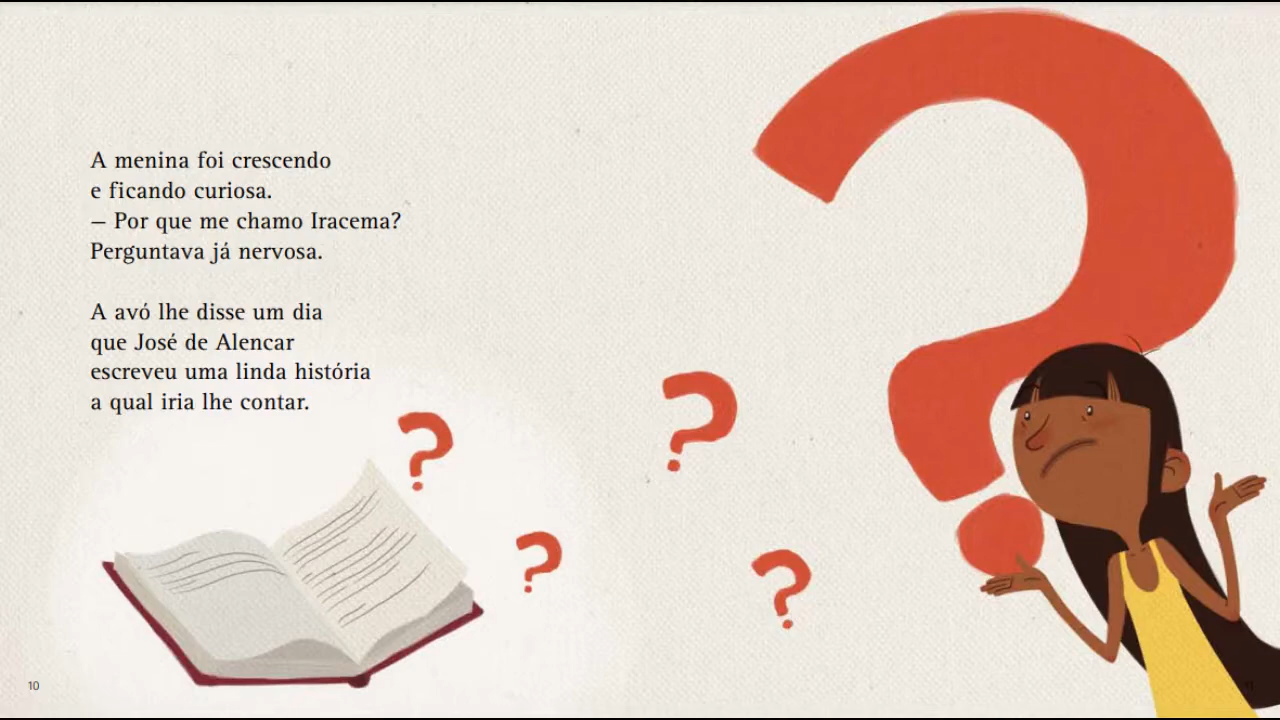 A menina foi crescendo
e ficando curiosa.
– Por que me chamo Iracema?
Perguntava já nervosa.
A avó lhe disse um dia
que José de Alencar
escreveu uma linda história
a qual iria lhe contar.
?
?
?
?
?
10